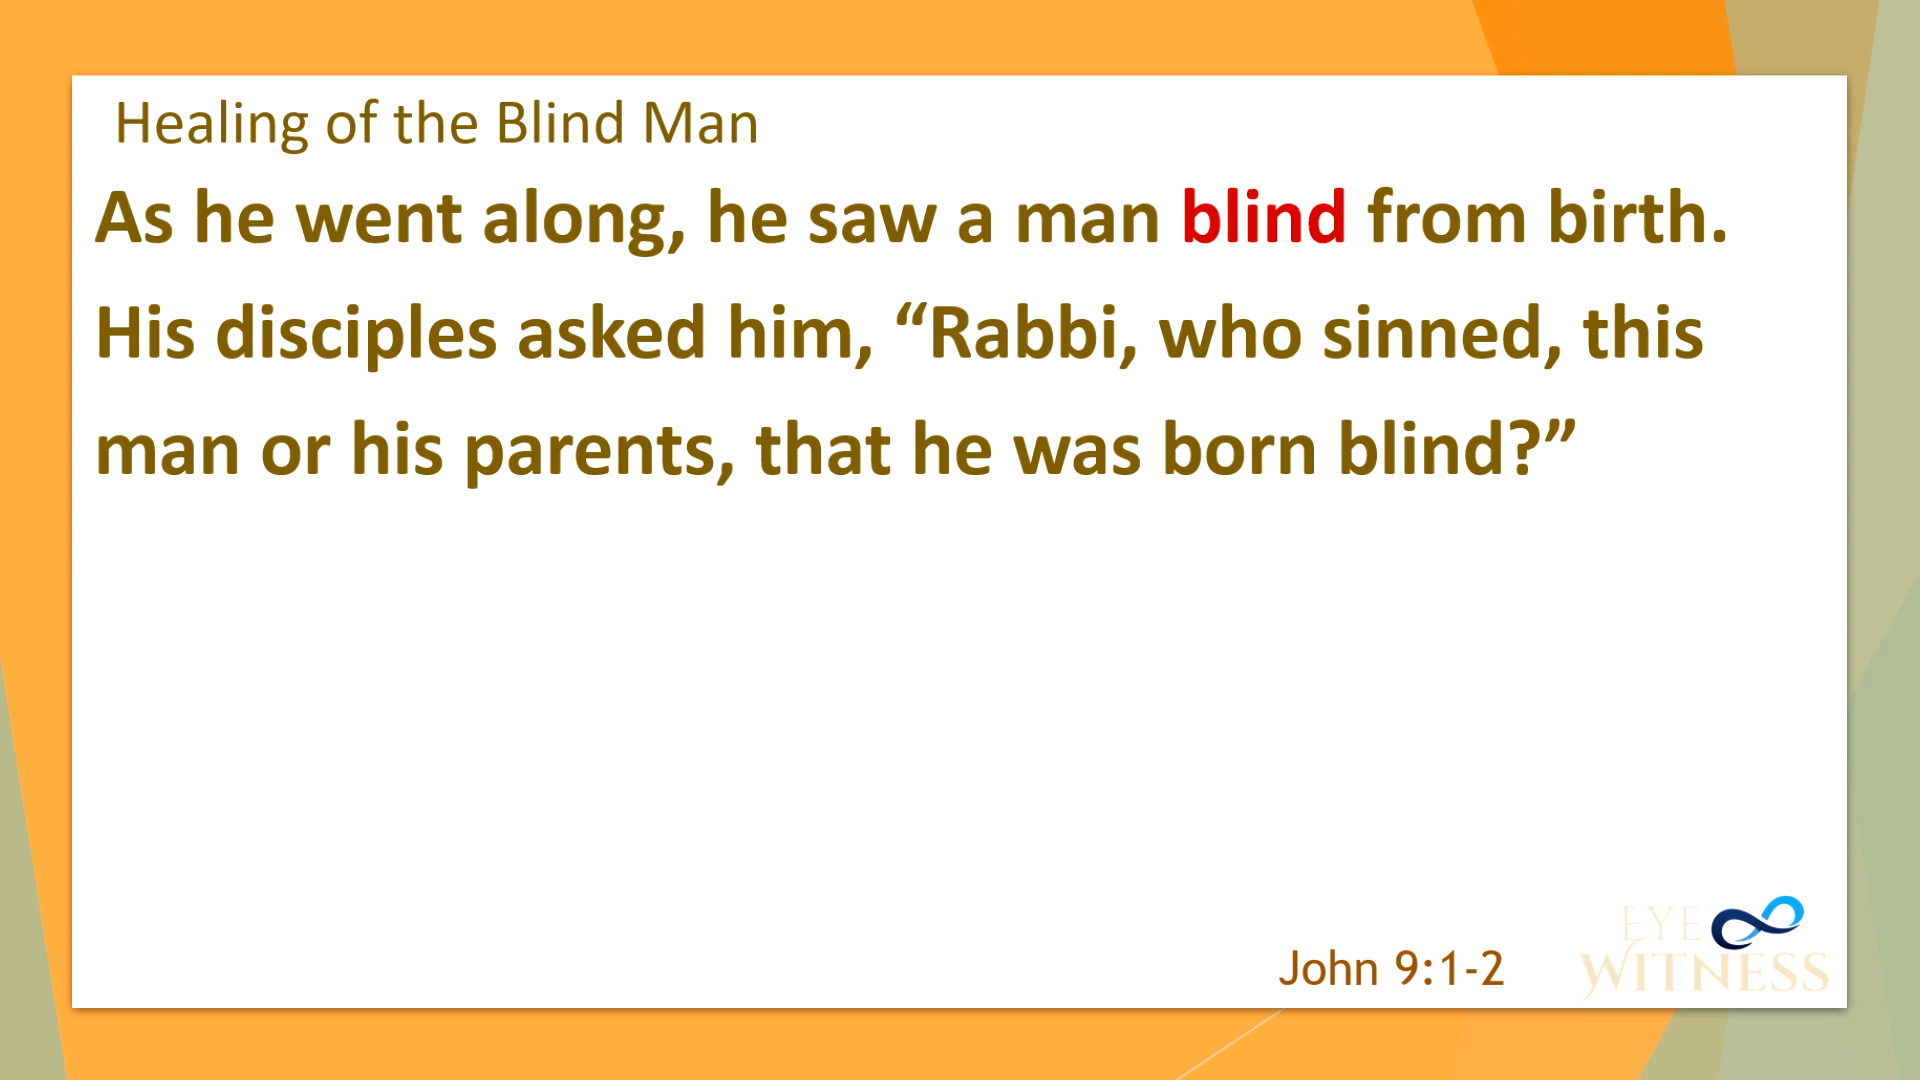 Healing of the Blind Man
As he went along, he saw a man blind from birth.
His disciples asked him, “Rabbi, who sinned, this
man or his parents, that he was born blind?”
John 9:1-2
EYE
WITNESS